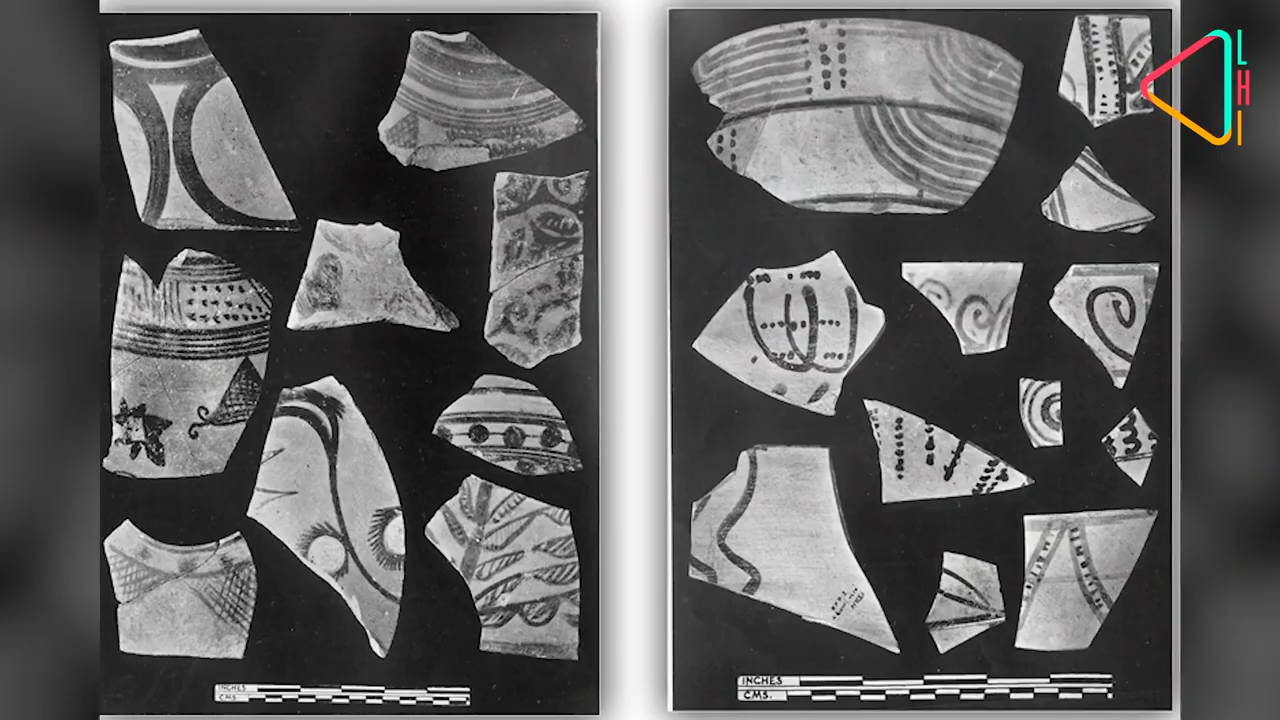 L
H
I
INCHES
CMS.
INCHES
CMS.